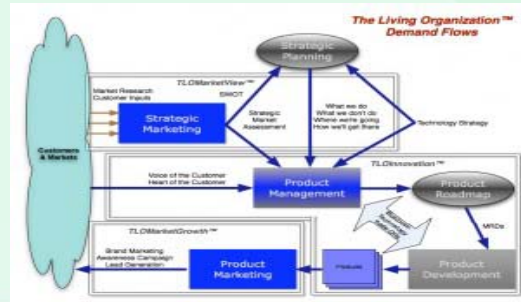 The Living Organization™
Demand Flows
Strategic
Planning
TLOMarketView™
Market Research
Customer Inputs
SWOT
Strategic
Marketing
Strategic
Market
Assessment
What we do
What we don't do
Where we're going
How we'll get there
Technology Strategy
Customers
& Markets
TLOInnovation™
Voice of the Customer
Heart of the Customer
Product
Management
Product
Roadmap
MRDs
TLOMarketGrowth™
Brand Marketing
Awareness Campaign
Lead Generation
Product
Marketing
Products
Product
Development